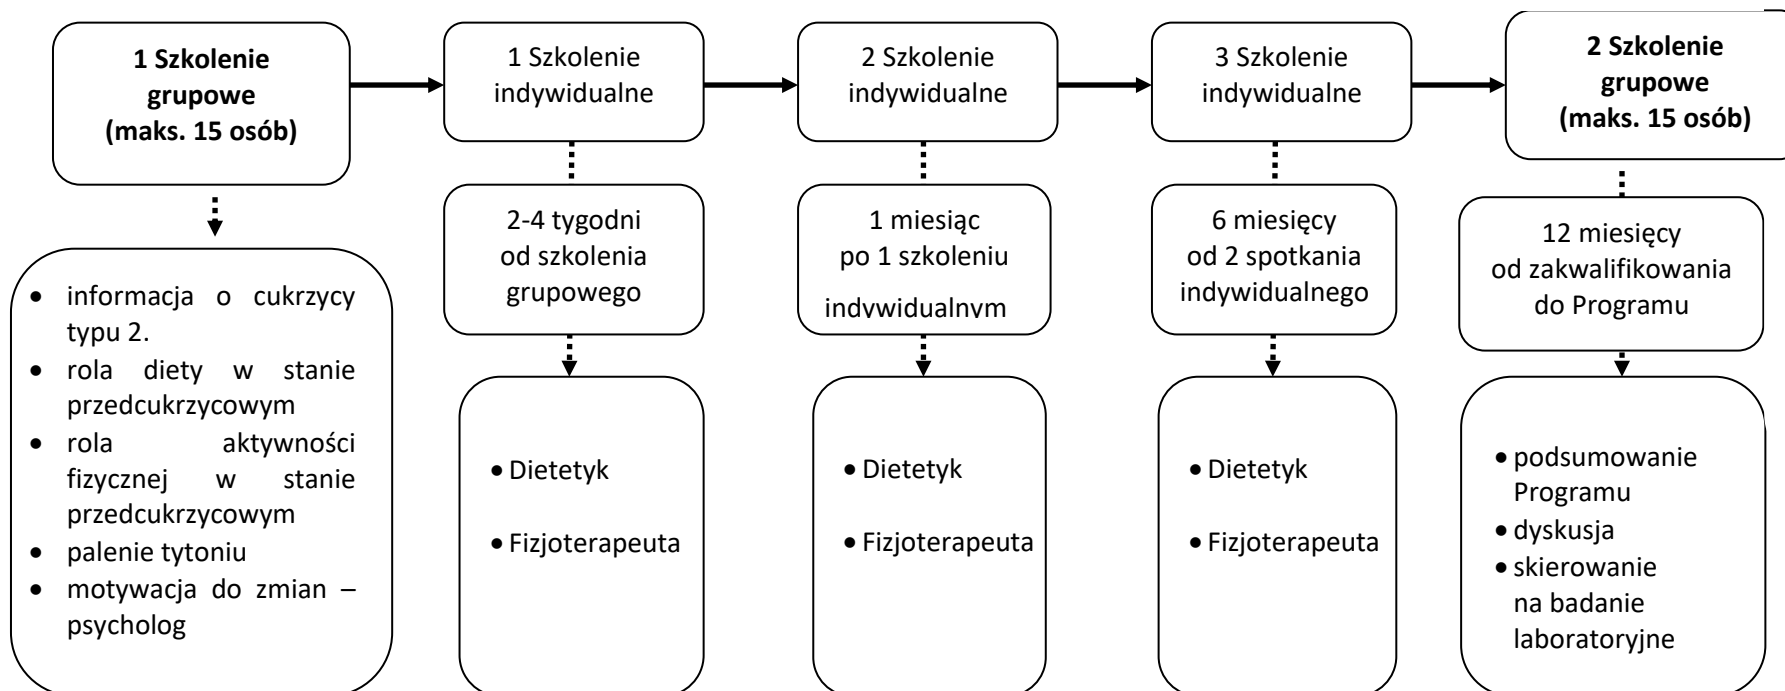 1 Szkolenie
grupowe
(maks. 15 osób)
1 Szkolenie
indywidualne
2 Szkolenie
indywidualne
3 Szkolenie
indywidualne
2 Szkolenie
grupowe
(maks. 15 osób)
2-4 tygodni
od szkolenia
grupowego
1 miesiąc
po 1 szkoleniu
indywidualnym
6 miesięcy
od 2 spotkania
indywidualnego
12 miesięcy
od zakwalifikowania
do Programu
• informacja o cukrzycy
typu 2.
• rola diety w stanie
przedcukrzycowym
• rola aktywności
fizycznej w stanie
przedcukrzycowym
• palenie tytoniu
• motywacja do zmian –
psycholog
• Dietetyk
• Fizjoterapeuta
• Dietetyk
• Fizjoterapeuta
• Dietetyk
• Fizjoterapeuta
• podsumowanie
Programu
• dyskusja
• skierowanie
na badanie
laboratoryjne